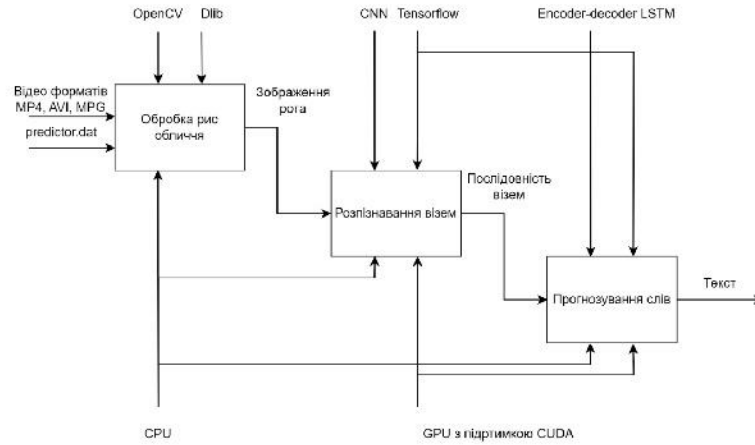 OpenCV
Dlib
CNN
Tensorflow
Encoder-decoder LSTM
Відео форматів
MP4, AVI, MPG
predictor.dat
Обробка рис
обличчя
Зображення
рота
Розпізнавання візем
Послідовність
візем
Прогнозування слів
Текст
CPU
GPU з підртимкою CUDA